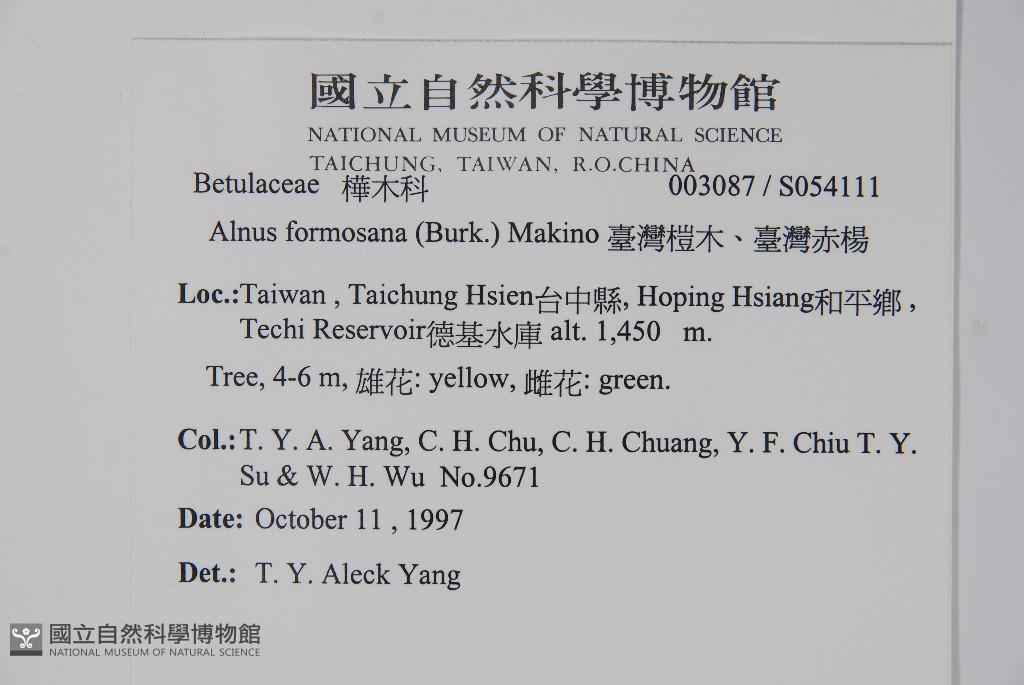 國立自然科學博物館
NATIONAL MUSEUM OF NATURAL SCIENCE
TAICHUNG, TAIWAN, R.O.CHINA
Betulaceae 樺木科 003087 / S054111
Alnus formosana (Burk.) Makino 臺灣榿木、臺灣赤楊
Loc.:Taiwan , Taichung Hsien台中縣, Hoping Hsiang和平鄉 ,
Techi Reservoir德基水庫 alt. 1,450 m.
Tree, 4-6 m, 雄花: yellow, 雌花: green.
Col.:T. Y. A. Yang, C. H. Chu, C. H. Chuang, Y. F. Chiu T. Y.
Su & W. H. Wu No.9671
Date: October 11 , 1997
Det.: T. Y. Aleck Yang
國立自然科學博物館
NATIONAL MUSEUM OF NATURAL SCIENCE